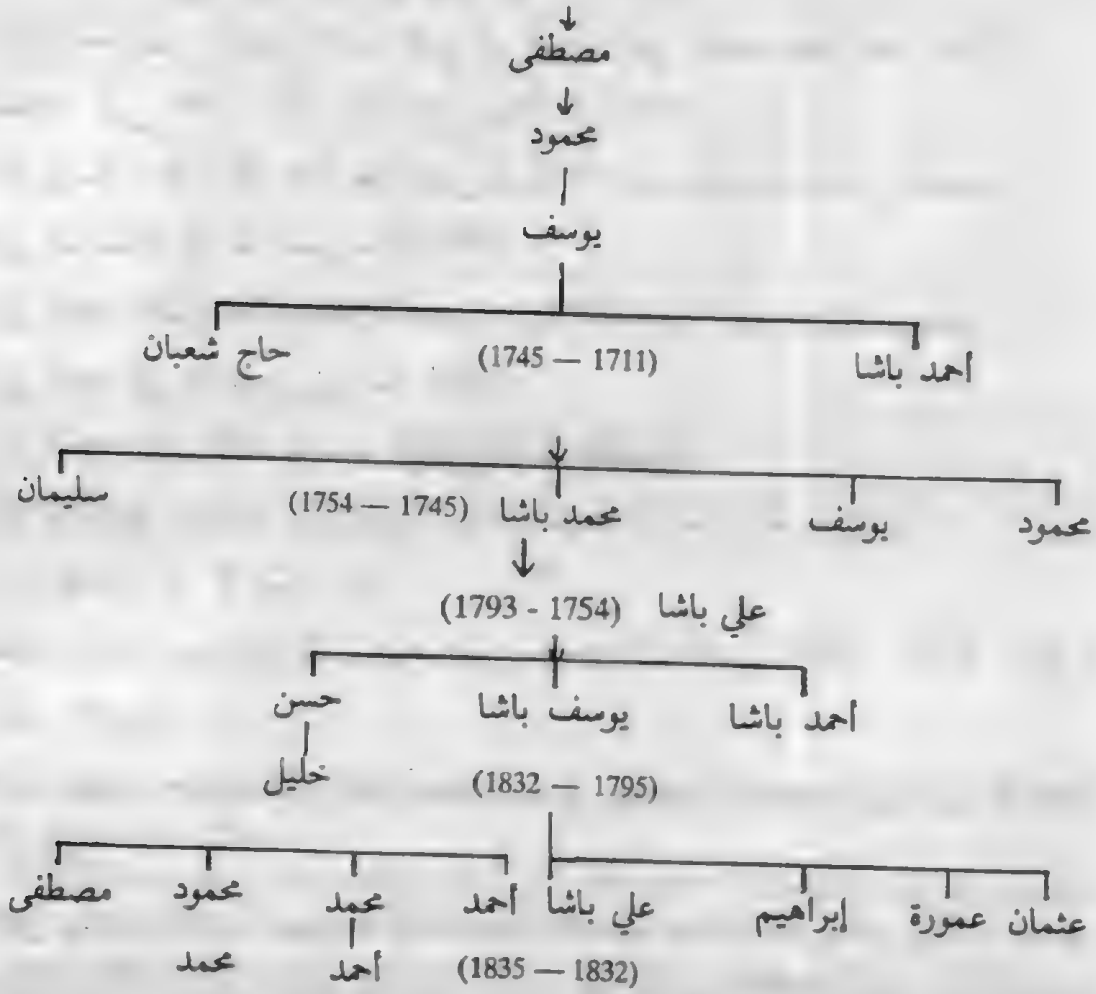 مصطفى
محمود
يوسف
أحمد باشا (1711 — 1745) حاج شعبان
محمود يوسف محمد باشا (1745 — 1754) سليمان
علي باشا (1754 - 1793)
أحمد باشا يوسف باشا حسن
(1795 — 1832) خليل
عثمان عمورة إبراهيم علي باشا أحمد محمد محمود مصطفى
(1832 — 1835) أحمد محمد